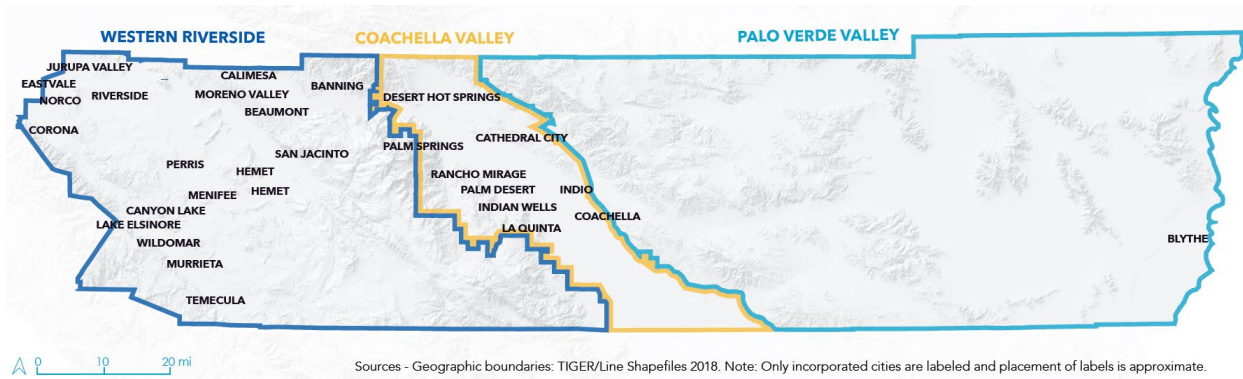 WESTERN RIVERSIDE
COACHELLA VALLEY
PALO VERDE VALLEY
JURUPA VALLEY
EASTVALE
NORCO
RIVERSIDE
CORONA
CALIMESA
MORENO VALLEY
BEAUMONT
BANNING
SAN JACINTO
PERRIS
HEMET
HEMET
MENIFEE
CANYON LAKE
LAKE ELSINORE
WILDOMAR
MURRIETA
TEMECULA
DESERT HOT SPRINGS
CATHEDRAL CITY
PALM SPRINGS
RANCHO MIRAGE
PALM DESERT
INDIO
INDIAN WELLS
COACHELLA
LA QUINTA
BLYTHE
0 10 20 mi
Sources - Geographic boundaries: TIGER/Line Shapefiles 2018. Note: Only incorporated cities are labeled and placement of labels is approximate.